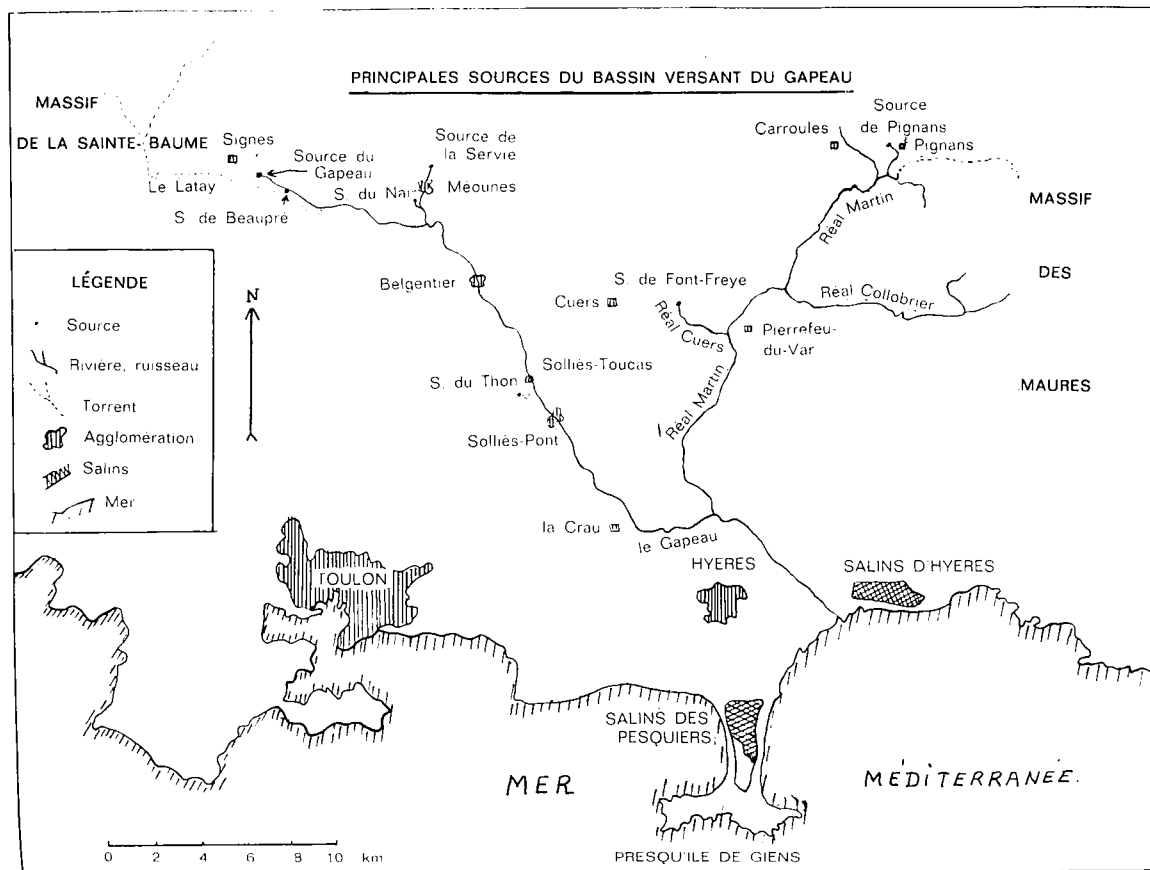 PRINCIPALES SOURCES DU BASSIN VERSANT DU GAPEAU
MASSIF
DE LA SAINTE-BAUME
Signes
Source du
Gapeau
Le Latay
S. de Beaupré
Source de
la Servie
S. du Naï
Méounes
Carroules
Source
de Pignans
Pignans
MASSIF
DES
MAURES
Réal Martin
Réal Collobrier
Belgentier
Cuers
S. de Font-Freye
Réal Cuers
Pierrefeu-
du-Var
Réal Martin
Solliès-Toucas
S. du Thon
Solliès-Pont
la Crau
le Gapeau
LÉGENDE
Source
Rivière, ruisseau
Torrent
Agglomération
Salins
Mer
N
TOULON
HYERES
SALINS D'HYERES
SALINS DES
PESQUIERS
MER
MÉDITERRANÉE.
PRESQU'ILE DE GIENS
0 2 4 6 8 10 km